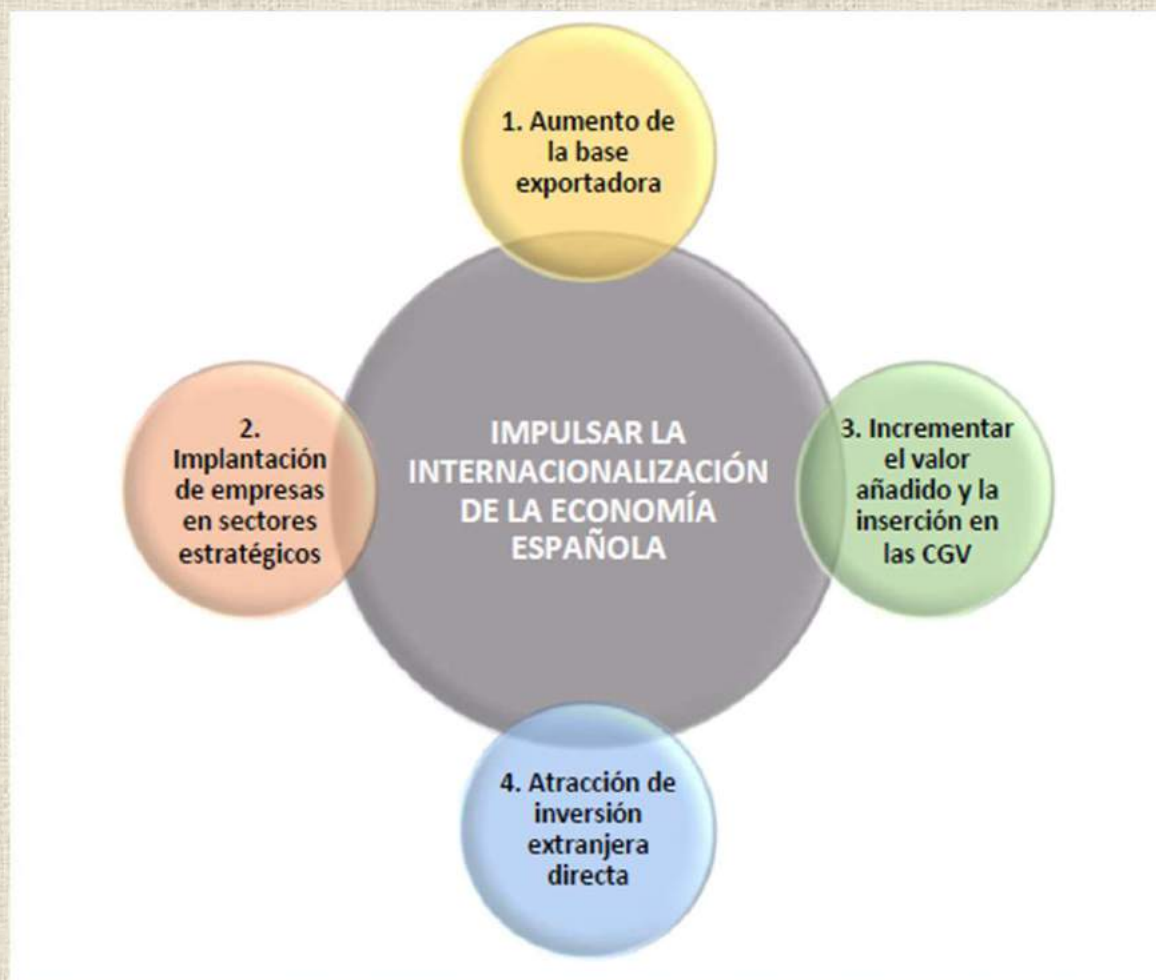 1. Aumento de
la base
exportadora
2.
Implantación
de empresas
en sectores
estratégicos
IMPULSAR LA
INTERNACIONALIZACIÓN
DE LA ECONOMÍA
ESPAÑOLA
3. Incrementar
el valor
añadido y la
inserción en
las CGV
4. Atracción de
inversión
extranjera
directa